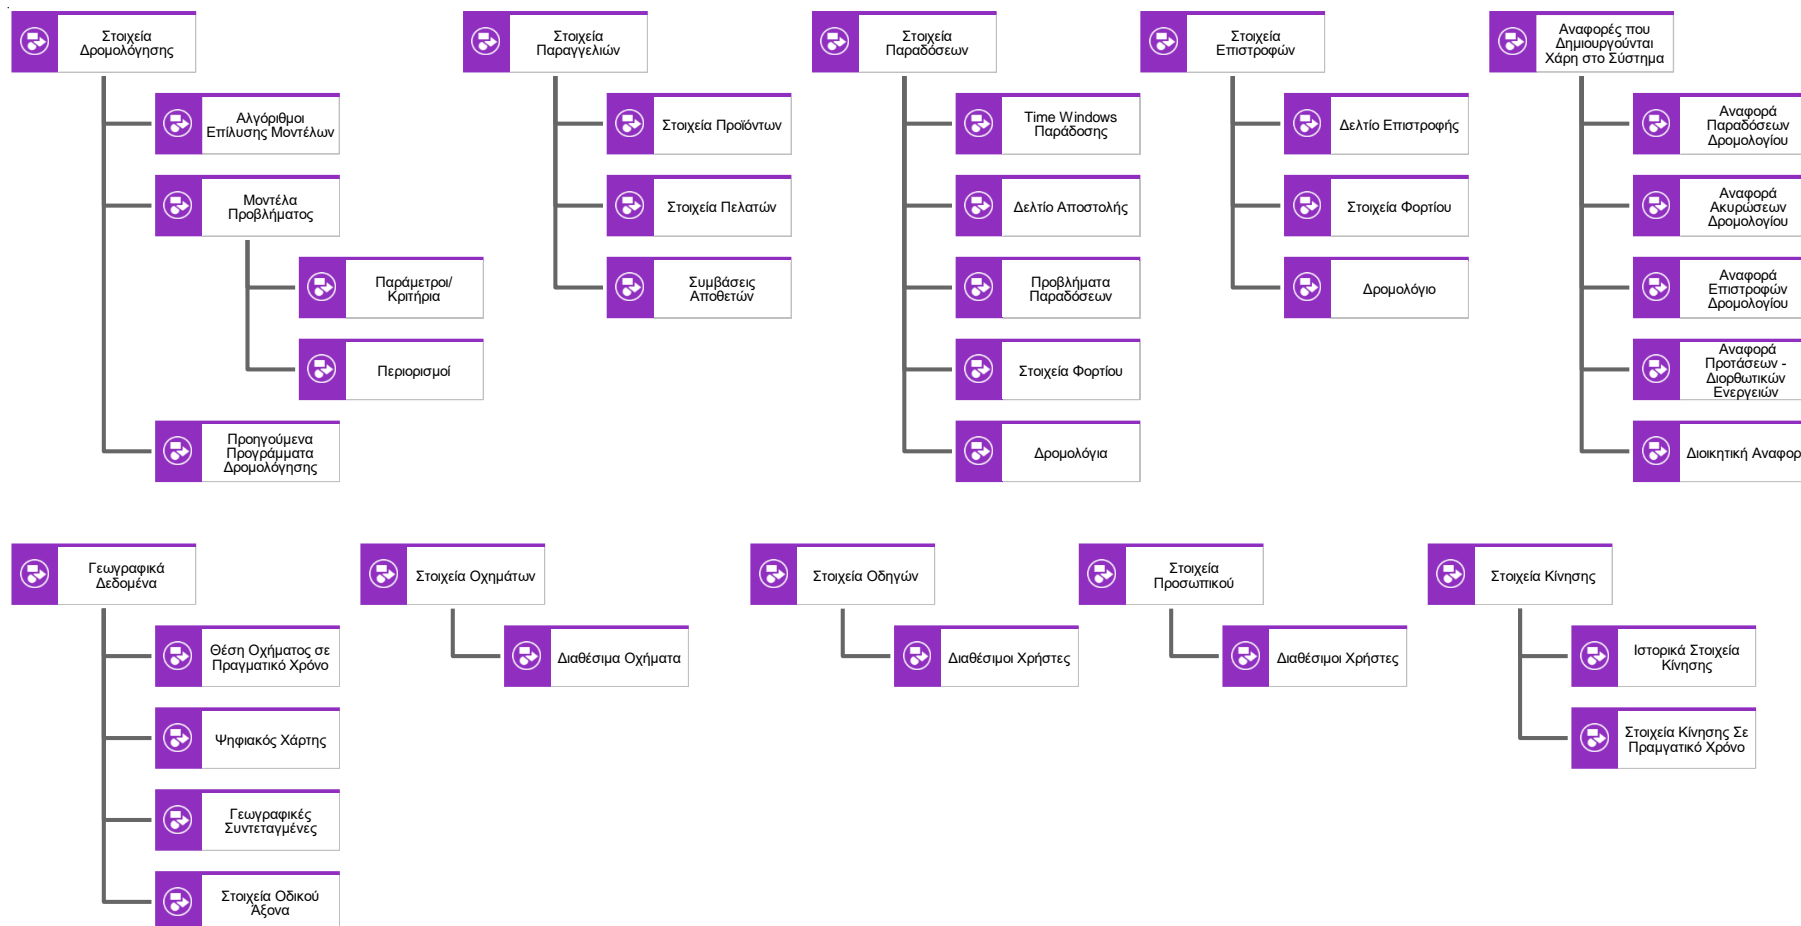 Στοιχεία
Δρομολόγησης
Αλγόριθμοι
Επίλυσης Μοντέλων
Μοντέλα
Προβλήματος
Παράμετροι/
Κριτήρια
Περιορισμοί
Προηγούμενα
Προγράμματα
Δρομολόγησης
Στοιχεία
Παραγγελιών
Στοιχεία Προϊόντων
Στοιχεία Πελατών
Συμβάσεις
Αποθετών
Στοιχεία
Παραδόσεων
Time Windows
Παράδοσης
Δελτίο Αποστολής
Προβλήματα
Παραδόσεων
Στοιχεία Φορτίου
Δρομολόγια
Στοιχεία
Επιστροφών
Δελτίο Επιστροφής
Στοιχεία Φορτίου
Δρομολόγιο
Αναφορές που
Δημιουργούνται
Χάρη στο Σύστημα
Αναφορά
Παραδόσεων
Δρομολογίου
Αναφορά
Ακυρώσεων
Δρομολογίου
Αναφορά
Επιστροφών
Δρομολογίου
Αναφορά
Προτάσεων -
Διορθωτικών
Ενεργειών
Διοικητική Αναφορ
Γεωγραφικά
Δεδομένα
Θέση Οχήματος σε
Πραγματικό Χρόνο
Ψηφιακός Χάρτης
Γεωγραφικές
Συντεταγμένες
Στοιχεία Οδικού
Άξονα
Στοιχεία Οχημάτων
Διαθέσιμα Οχήματα
Στοιχεία Οδηγών
Διαθέσιμοι Χρήστες
Στοιχεία
Προσωπικού
Διαθέσιμοι Χρήστες
Στοιχεία Κίνησης
Ιστορικά Στοιχεία
Κίνησης
Στοιχεία Κίνησης Σε
Πραμγατικό Χρόνο